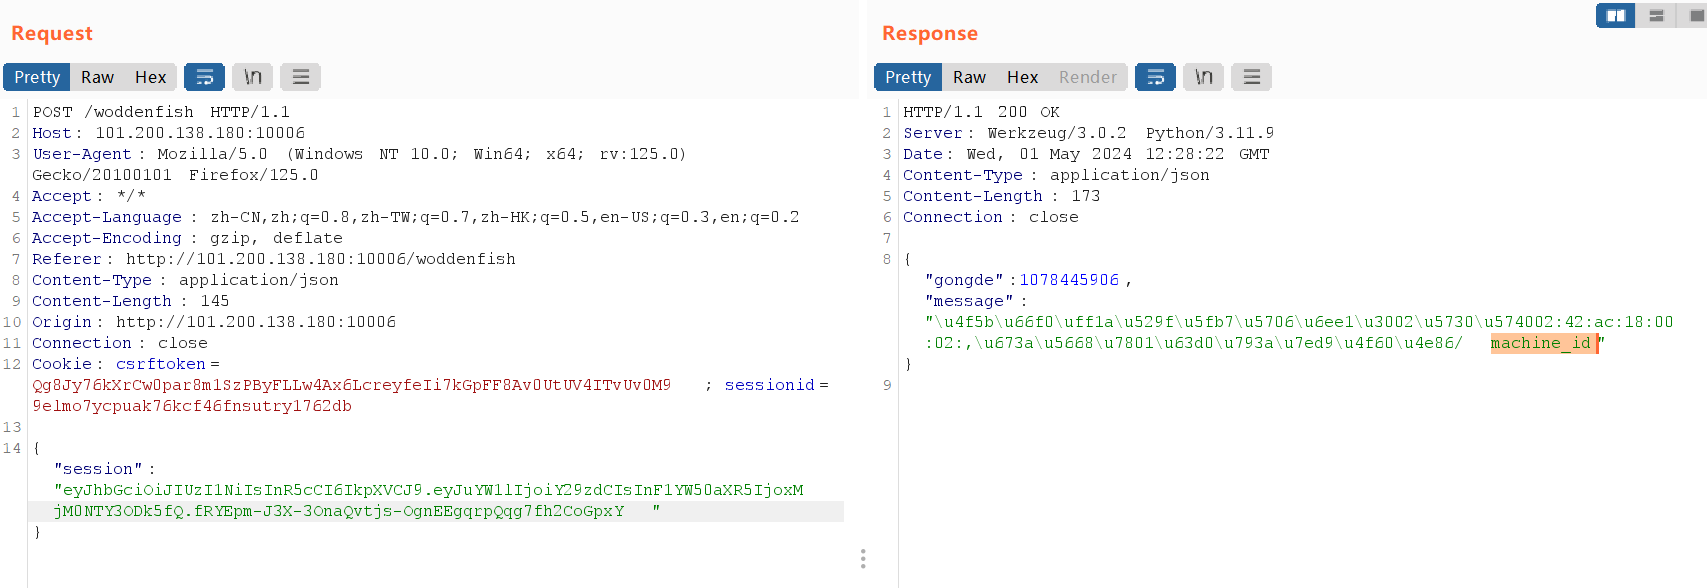 Request
Pretty Raw Hex \n
1 POST /woddenfish HTTP/1.1
2 Host: 101.200.138.180:10006
3 User-Agent: Mozilla/5.0 (Windows NT 10.0; Win64; x64; rv:125.0)
Gecko/20100101 Firefox/125.0
4 Accept: */*
5 Accept-Language: zh-CN,zh;q=0.8,zh-TW;q=0.7,zh-HK;q=0.5,en-US;q=0.3,en;q=0.2
6 Accept-Encoding: gzip, deflate
7 Referer: http://101.200.138.180:10006/woddenfish
8 Content-Type: application/json
9 Content-Length: 145
10 Origin: http://101.200.138.180:10006
11 Connection: close
12 Cookie: csrftoken=
Qg8Jy76kXrCw0par8m1SzPByFLLw4Ax6LcreyfeIi7kGpFF8Av0UtUV4ITvUv0M9 ; sessionid=
9elmo7ycpuak76kcf46fnsutry1762db
13
14 {
"session":
"eyJhbGciOiJIUzI1NiIsInR5cCI6IkpXVCJ9.eyJuYW1lIjoiY29zdCIsInF1YW50aXR5IjoxM
jM0NTY3ODk5fQ.fRYEpm-J3X-3OnaQvtjs-OgnEEgqrpQqg7fh2CoGpxY "
}
Response
Pretty Raw Hex Render \n
1 HTTP/1.1 200 OK
2 Server: Werkzeug/3.0.2 Python/3.11.9
3 Date: Wed, 01 May 2024 12:28:22 GMT
4 Content-Type: application/json
5 Content-Length: 173
6 Connection: close
7
8 {
"gongde":1078445906,
"message":
"\u4f5b\u66f0\uff1a\u529f\u5fb7\u5706\u6ee1\u3002\u5730\u574002:42:ac:18:00
:02:,\u673a\u5668\u7801\u63d0\u793a\u7ed9\u4f60\u4e86/ machine_id"
}
9